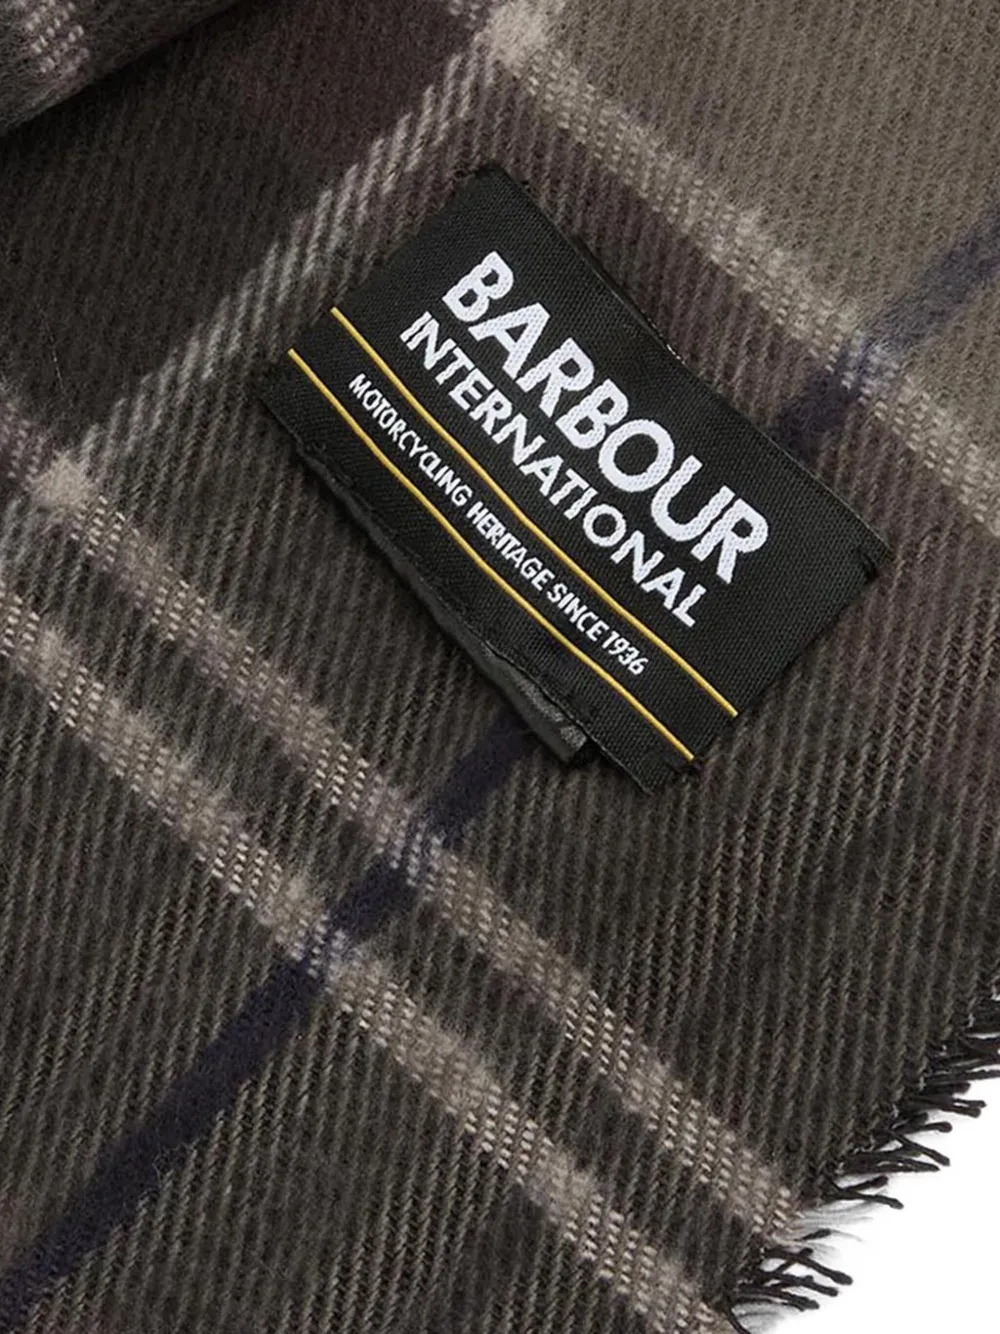 BARBOUR
INTERNATIONAL
MOTORCYCLING HERITAGE SINCE 1936